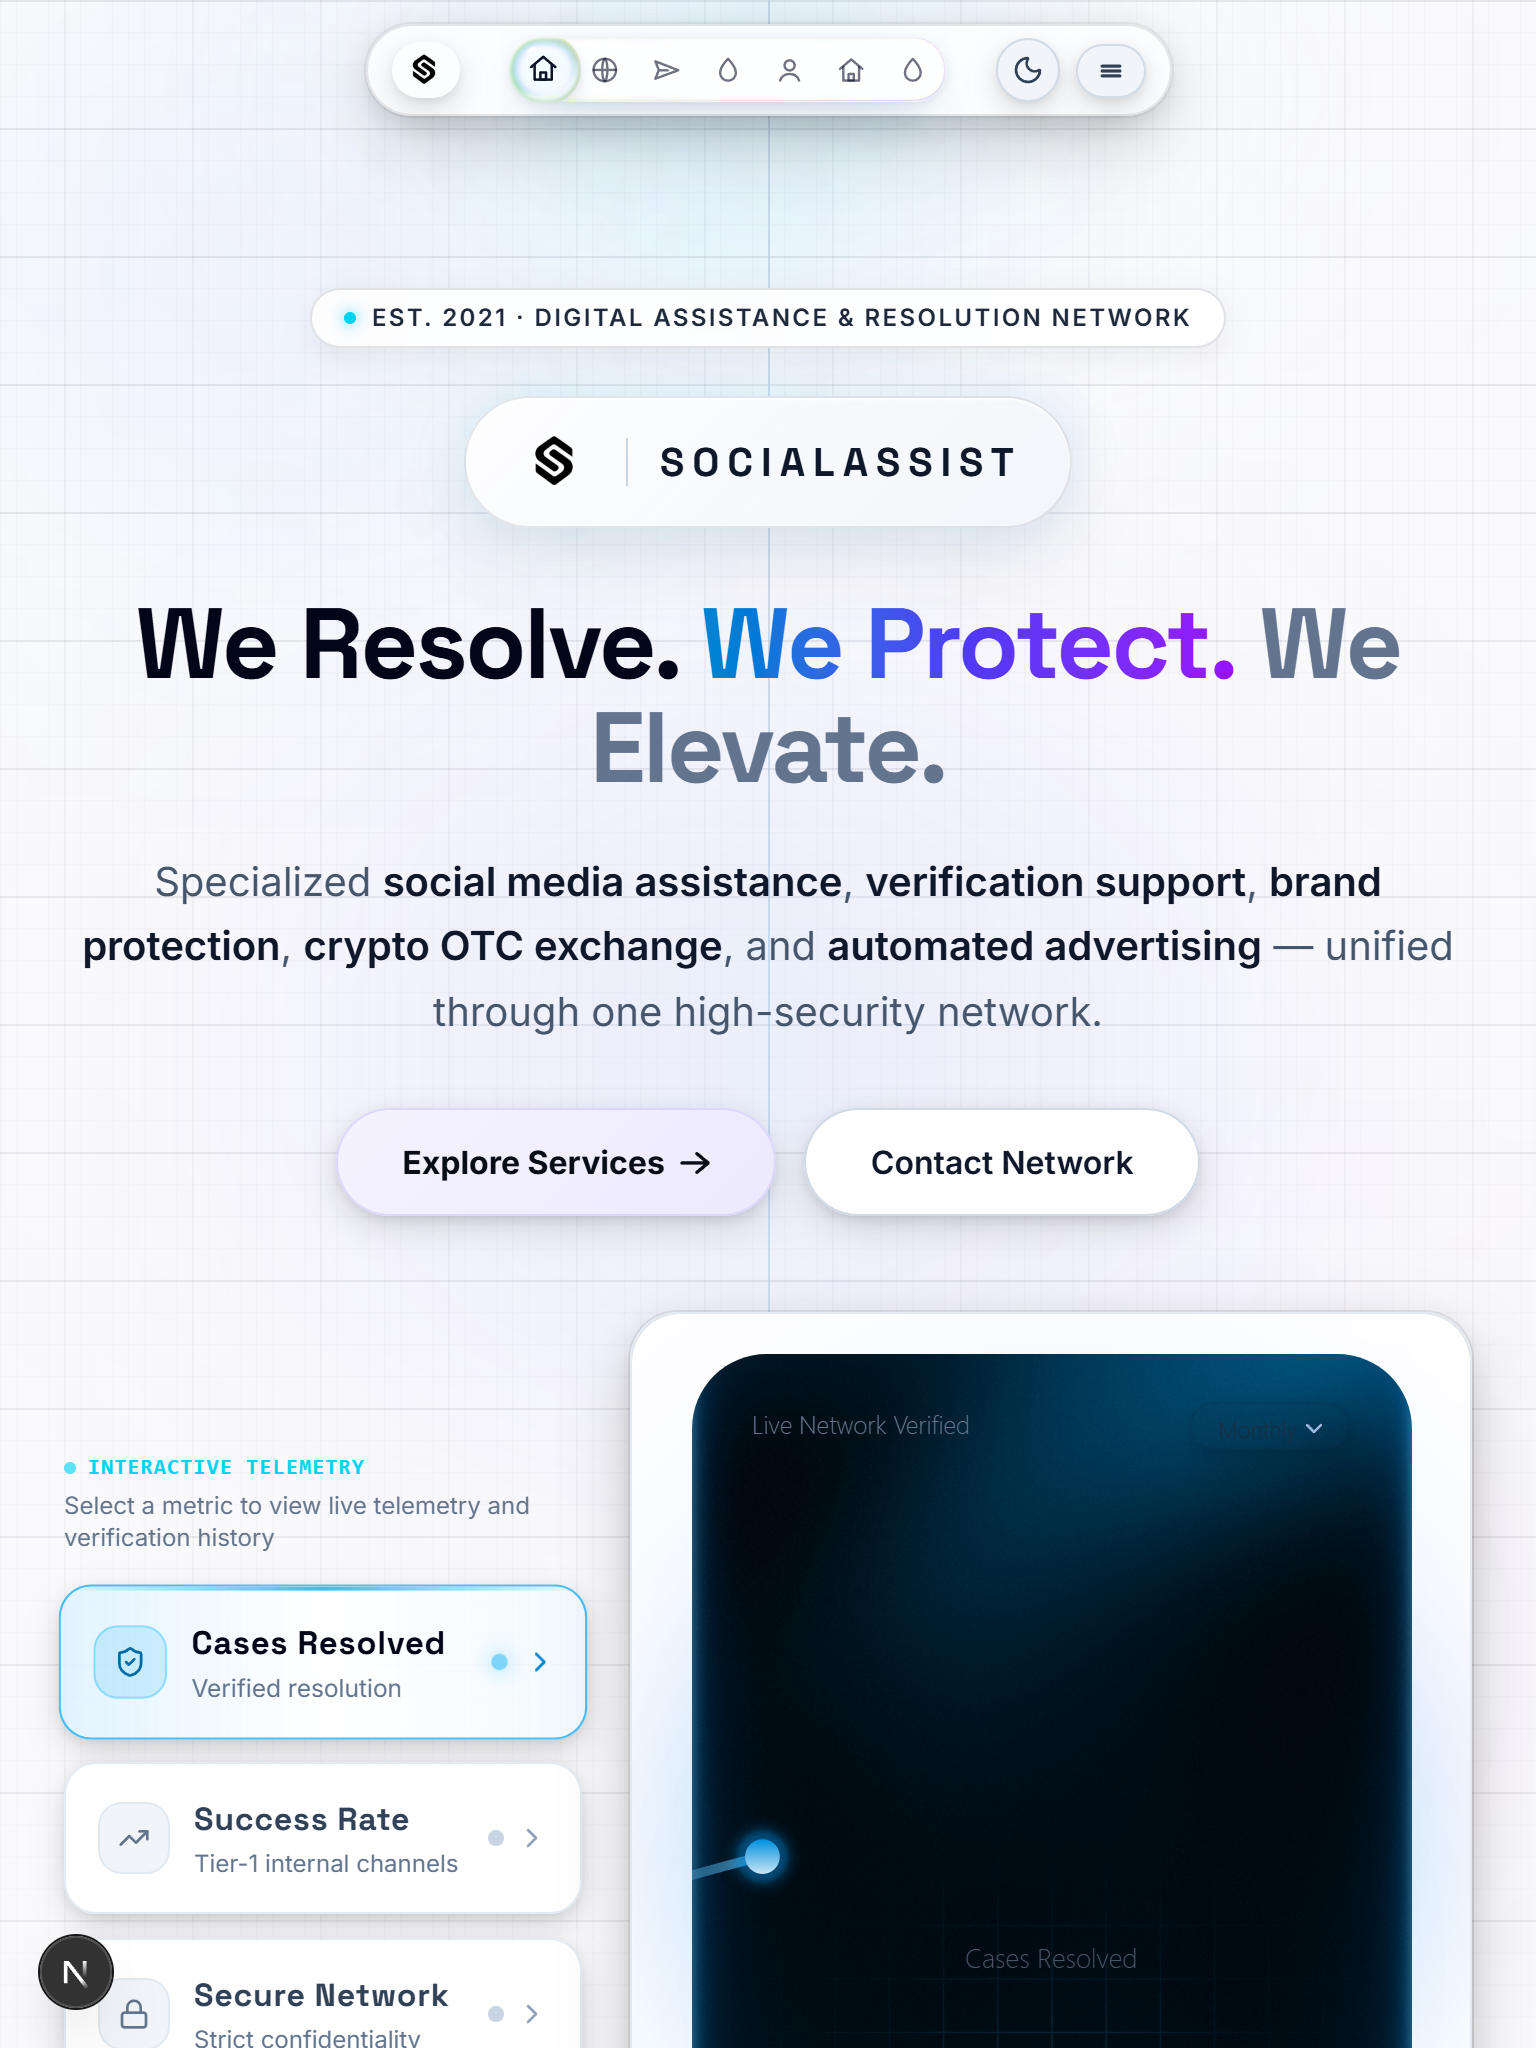 EST. 2021 · DIGITAL ASSISTANCE & RESOLUTION NETWORK
SOCIALASSIST
We Resolve. We Protect. We
Elevate.
Specialized social media assistance, verification support, brand
protection, crypto OTC exchange, and automated advertising — unified
through one high-security network.
Explore Services
Contact Network
INTERACTIVE TELEMETRY
Select a metric to view live telemetry and
verification history
Cases Resolved
Verified resolution
Success Rate
Tier-1 internal channels
Secure Network
Strict confidentiality
Live Network Verified
Cases Resolved